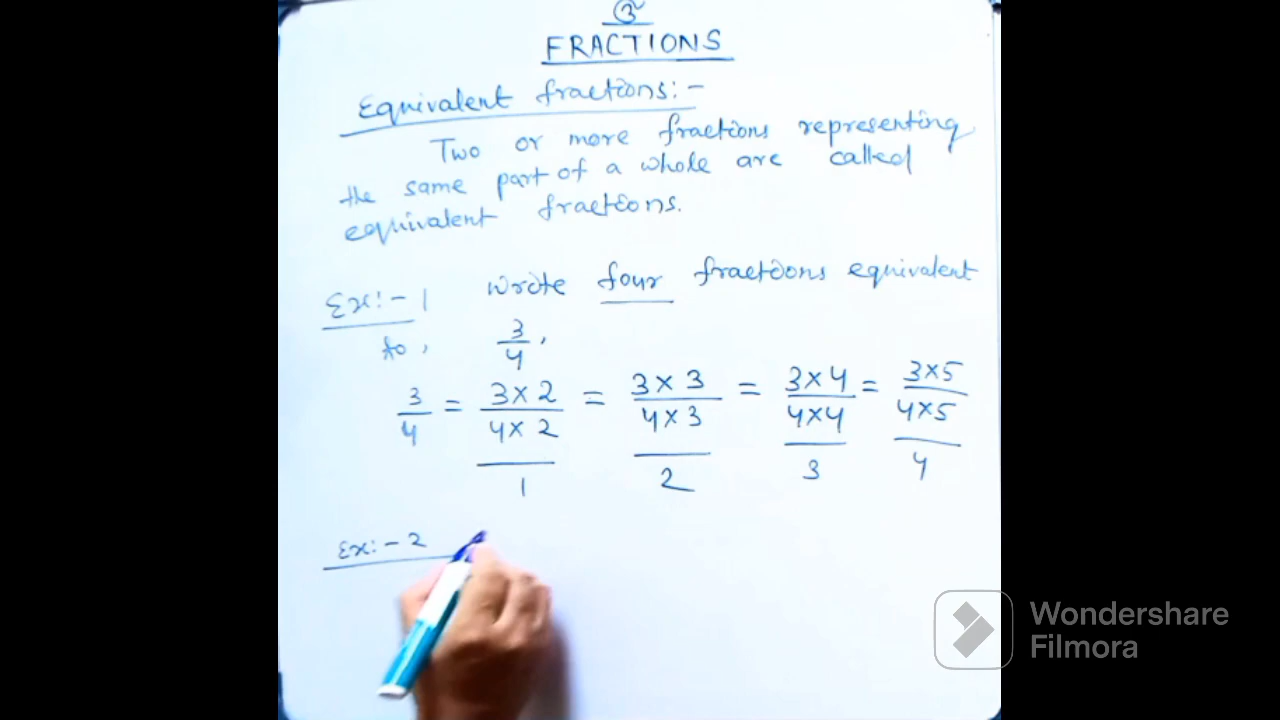 3
FRACTIONS
Equivalent fractions:-
Two or more fractions representing
the same part of a whole are called
equivalent fractions.
Ex:-1 Write four fractions equivalent
to, 3/4,
3/4 = 3×2/4×2 = 3×3/4×3 = 3×4/4×4 = 3×5/4×5
1 2 3 4
Ex:-2
Wondershare
Filmora